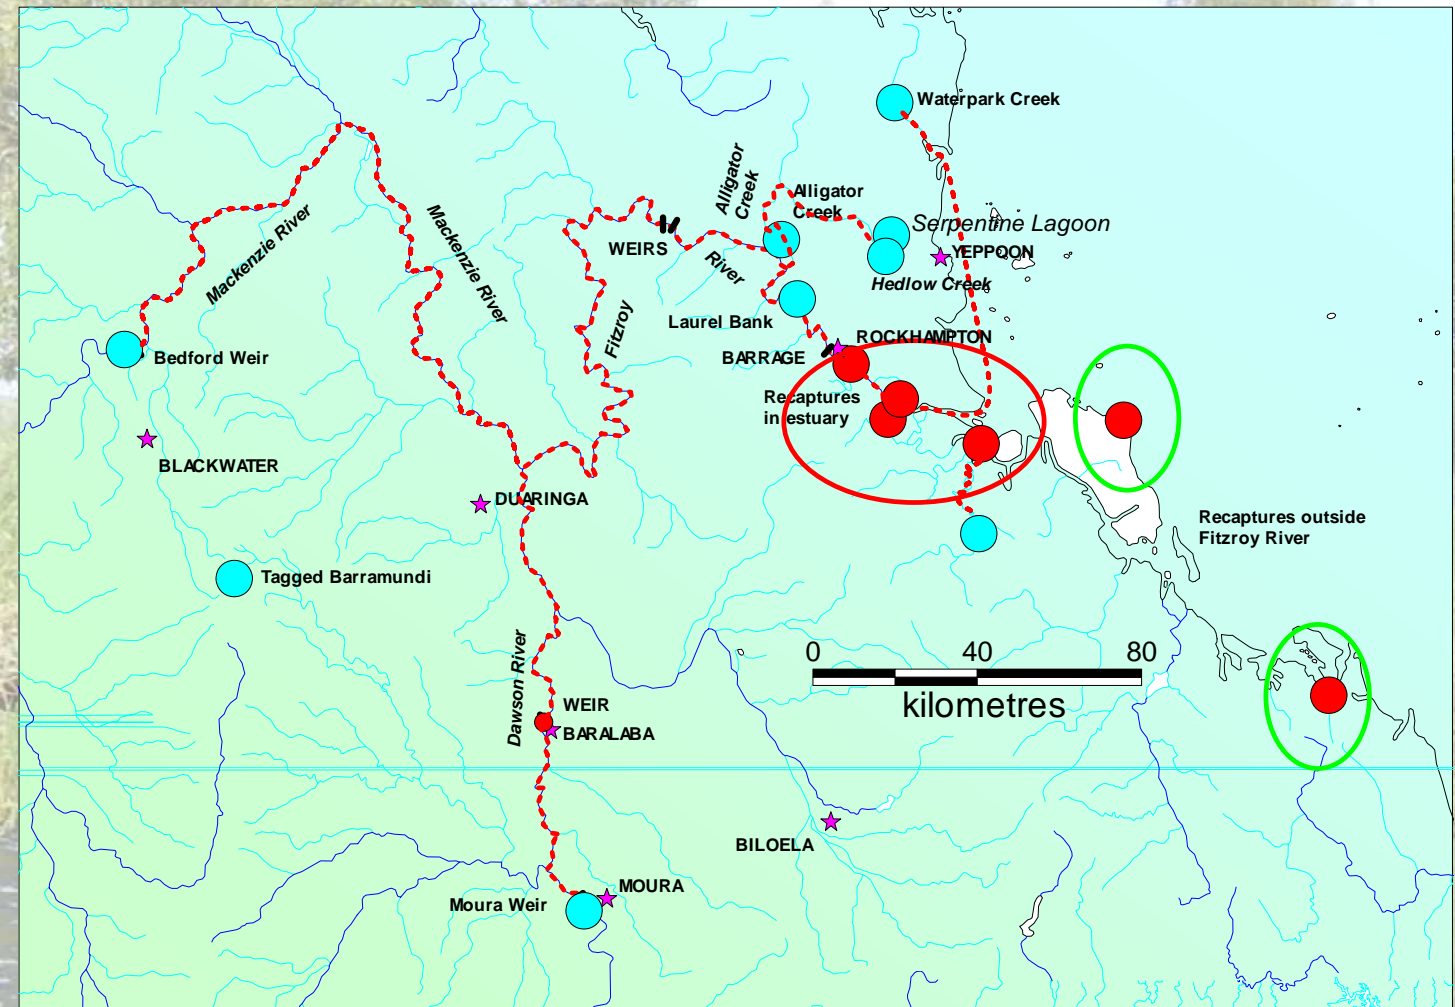 Waterpark Creek
Alligator
Creek
Alligator
Creek
Serpentine Lagoon
YEPPOON
Hedlow Creek
WEIRS
River
Mackenzie River
Mackenzie River
Fitzroy
Laurel Bank
ROCKHAMPTON
BARRAGE
Bedford Weir
Recaptures
in estuary
BLACKWATER
DUARINGA
Recaptures outside
Fitzroy River
Tagged Barramundi
0 40 80
kilometres
Dawson River
WEIR
BARALABA
BILOELA
MOURA
Moura Weir